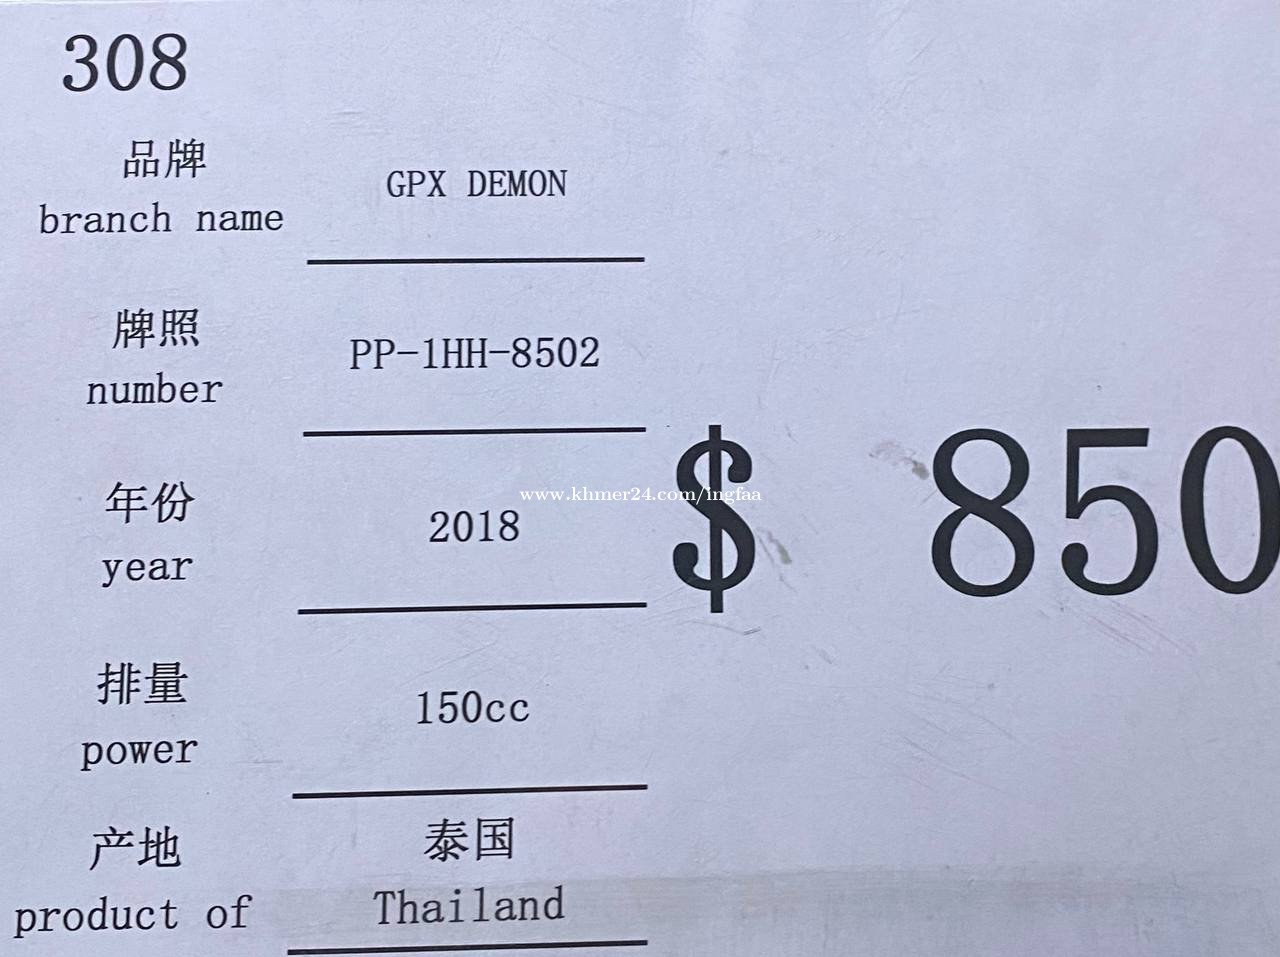 308
品牌
branch name
GPX DEMON
牌照
number
PP-1HH-8502
年份
year
2018
$ 850
www.khmer24.com/ingfaa
排量
power
150cc
产地
product of
泰国
Thailand